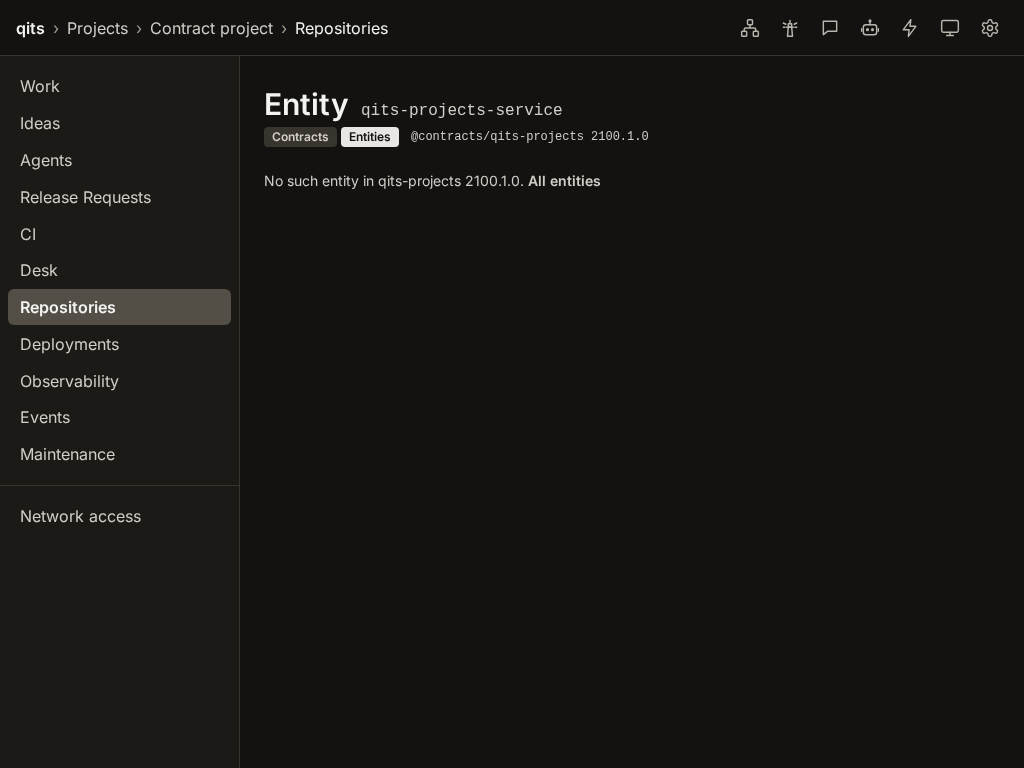 qits › Projects › Contract project › Repositories
Work
Ideas
Agents
Release Requests
CI
Desk
Repositories
Deployments
Observability
Events
Maintenance
Network access
Entity qits-projects-service
Contracts Entities @contracts/qits-projects 2100.1.0
No such entity in qits-projects 2100.1.0. All entities